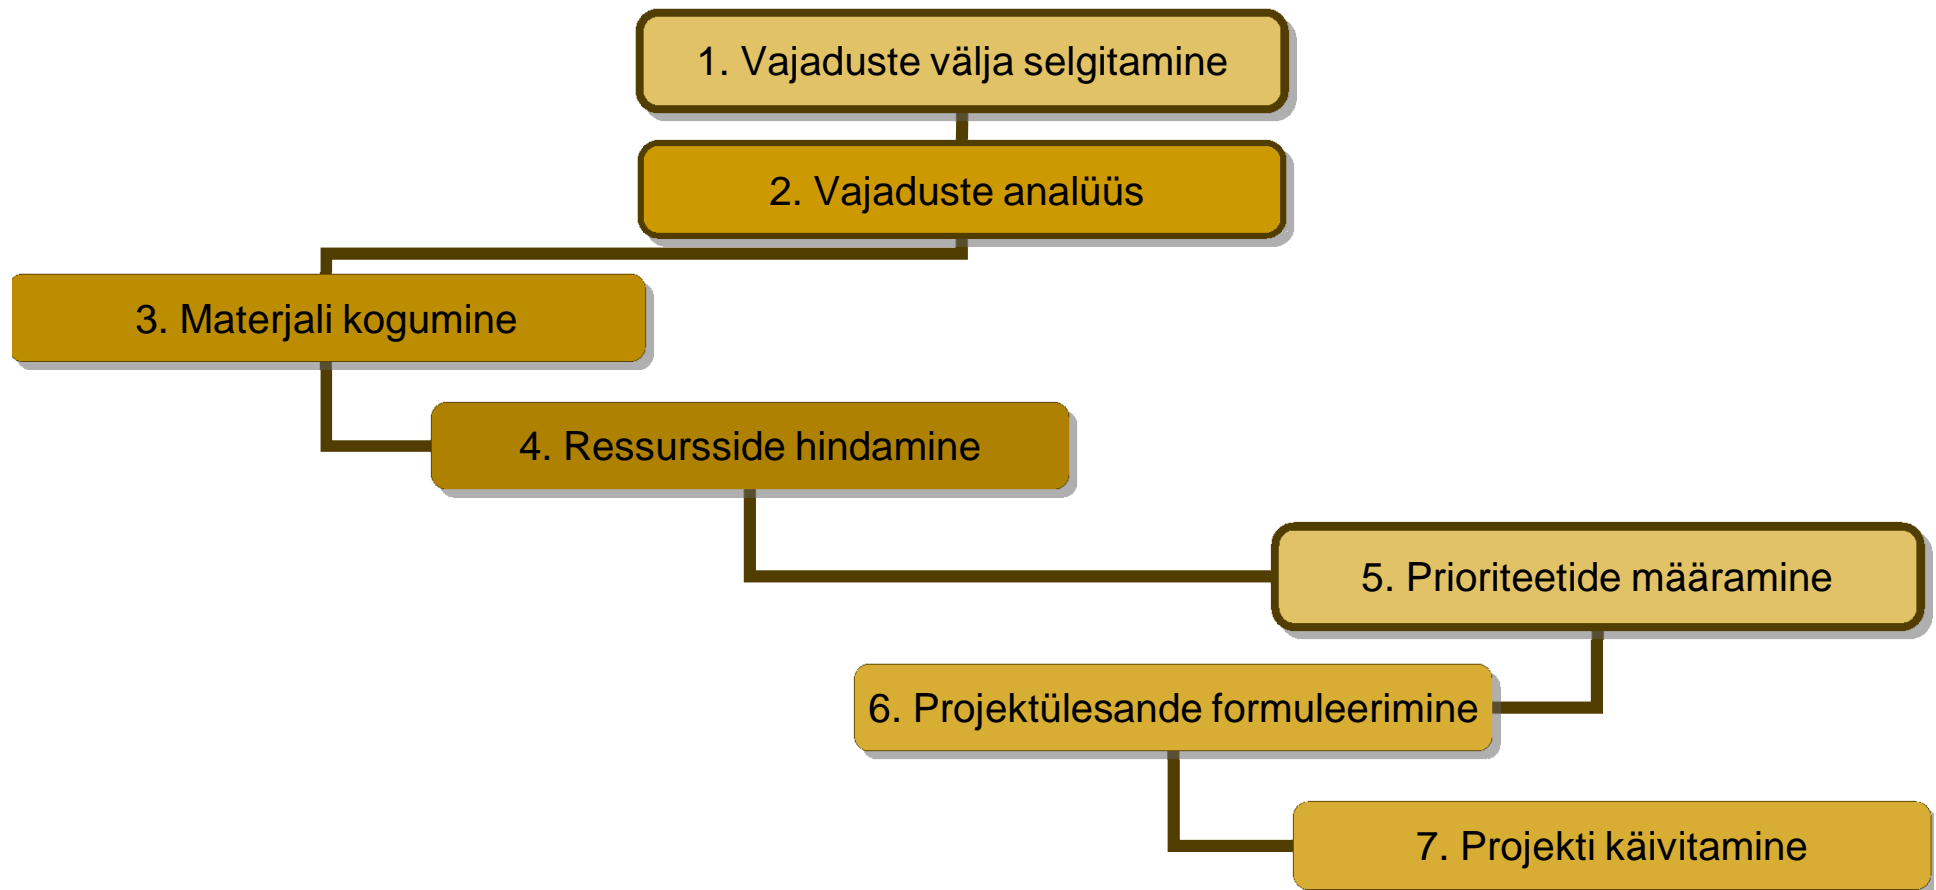 1. Vajaduste välja selgitamine
2. Vajaduste analüüs
3. Materjali kogumine
4. Ressursside hindamine
5. Prioriteetide määramine
6. Projektülesande formuleerimine
7. Projekti käivitamine